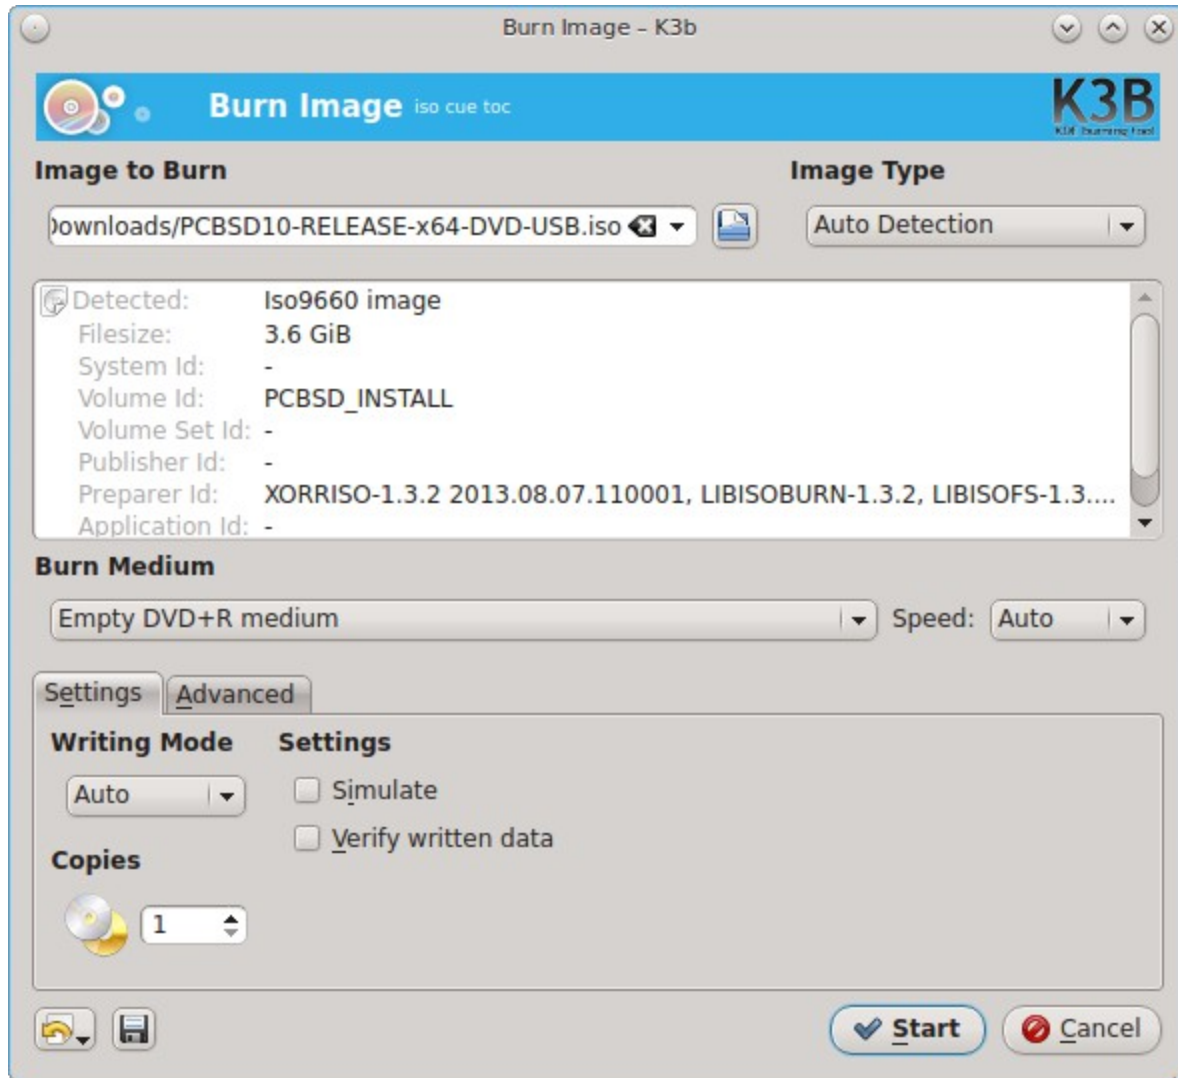 Burn Image – K3b
Burn Image iso cue toc
K3B
KDE burning tool
Image to Burn
Image Type
Downloads/PCBSD10-RELEASE-x64-DVD-USB.iso
Auto Detection
Detected: Iso9660 image
Filesize: 3.6 GiB
System Id: -
Volume Id: PCBSD_INSTALL
Volume Set Id: -
Publisher Id: -
Preparer Id: XORRISO-1.3.2 2013.08.07.110001, LIBISOBURN-1.3.2, LIBISOFS-1.3....
Application Id: -
Burn Medium
Empty DVD+R medium
Speed: Auto
Settings
Advanced
Writing Mode
Auto
Settings
Simulate
Verify written data
Copies
1
Start
Cancel